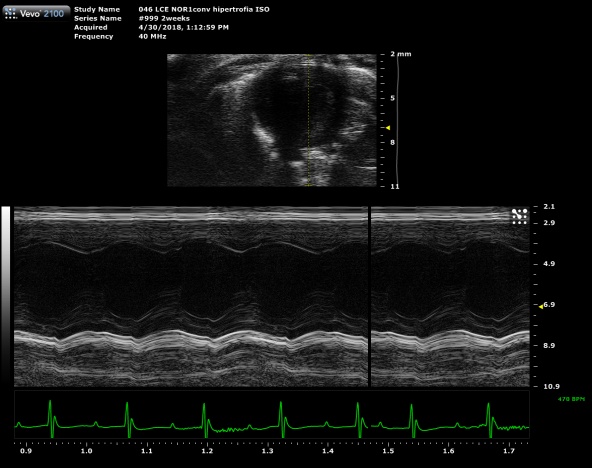 Vevo 2100
Study Name 046 LCE NOR1conv hipertrofia ISO
Series Name #999 2weeks
Acquired 4/30/2018, 1:12:59 PM
Frequency 40 MHz
2 mm
5
8
11
2.1
2.9
4.9
6.9
8.9
10.9
470 BPM
0.9 1.0 1.1 1.2 1.3 1.4 1.5 1.6 1.7